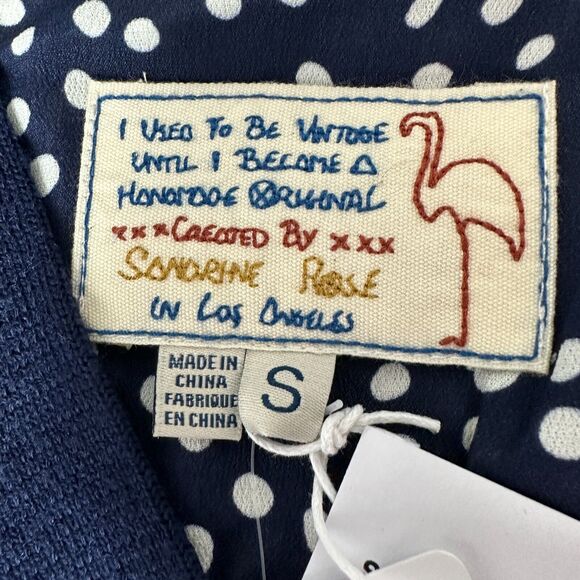 I USED TO BE VINTAGE
UNTIL I BECAME A
HANDMADE ORIGINAL
xxx CREATED BY xxx
SANDRINE ROSE
IN LOS ANGELES
MADE IN
CHINA
FABRIQUE
EN CHINA
S